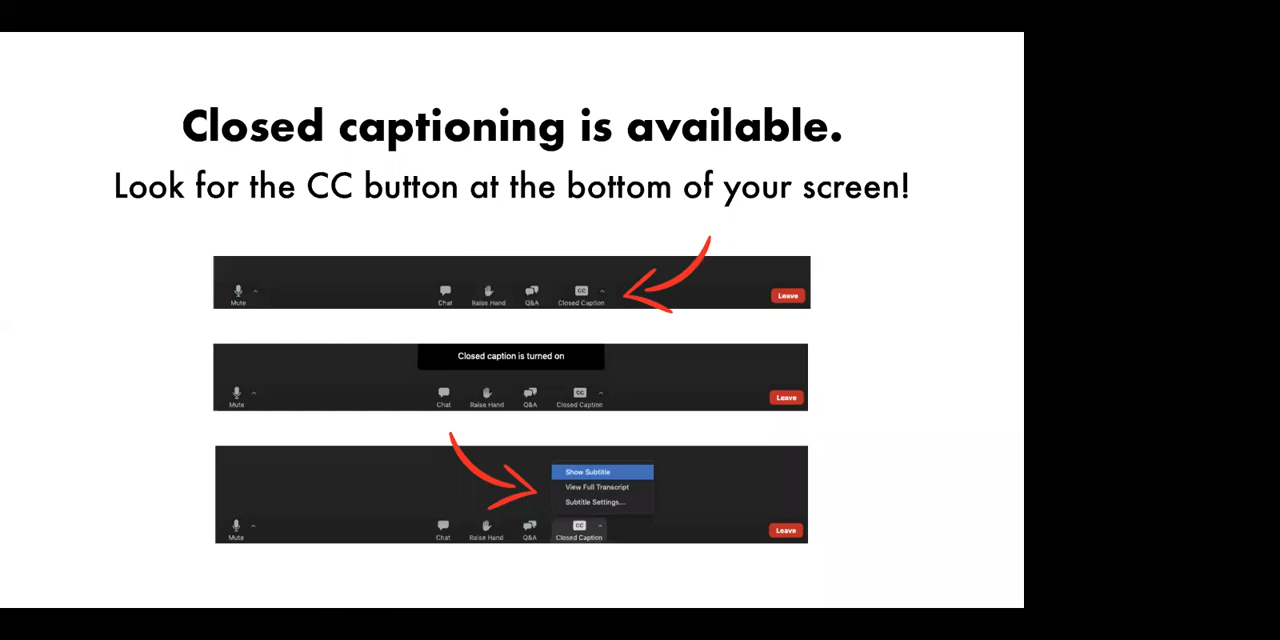 Closed captioning is available.
Look for the CC button at the bottom of your screen!
Mute Chat Raise Hand Q&A CC Closed Caption Leave
Closed caption is turned on
Mute Chat Raise Hand Q&A CC Closed Caption Leave
Show Subtitle
View Full Transcript
Subtitle Settings...
Mute Chat Raise Hand Q&A CC Closed Caption Leave